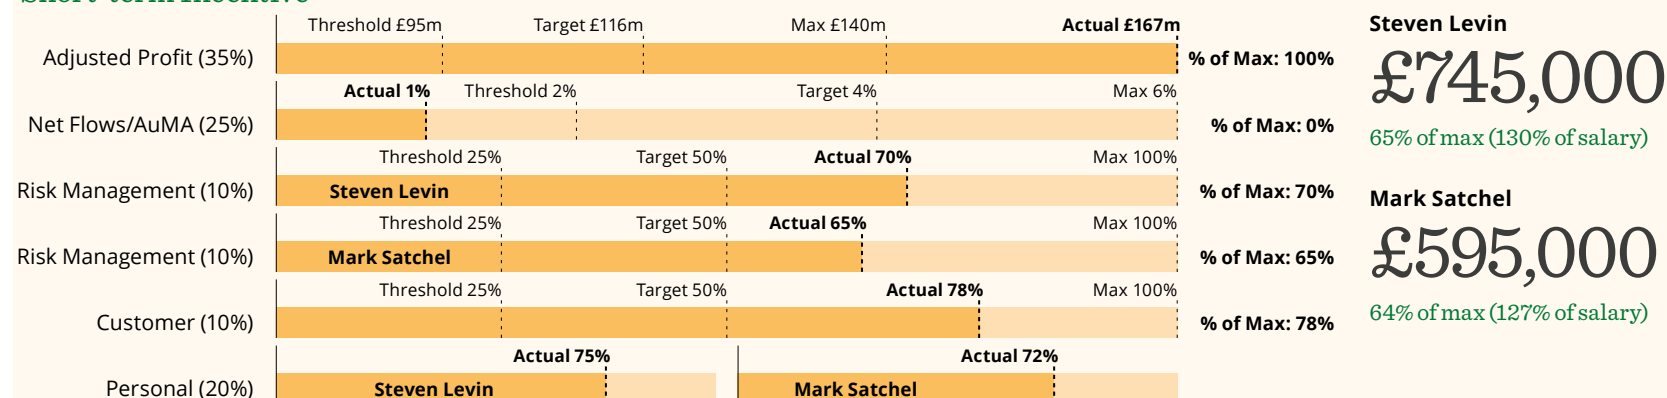 Short-term incentive
Threshold £95m Target £116m Max £140m Actual £167m
Adjusted Profit (35%) % of Max: 100%
Actual 1% Threshold 2% Target 4% Max 6%
Net Flows/AuMA (25%) % of Max: 0%
Threshold 25% Target 50% Actual 70% Max 100%
Risk Management (10%) Steven Levin % of Max: 70%
Threshold 25% Target 50% Actual 65% Max 100%
Risk Management (10%) Mark Satchel % of Max: 65%
Threshold 25% Target 50% Actual 78% Max 100%
Customer (10%) % of Max: 78%
Actual 75% Actual 72%
Personal (20%) Steven Levin Mark Satchel
Steven Levin
£745,000
65% of max (130% of salary)
Mark Satchel
£595,000
64% of max (127% of salary)